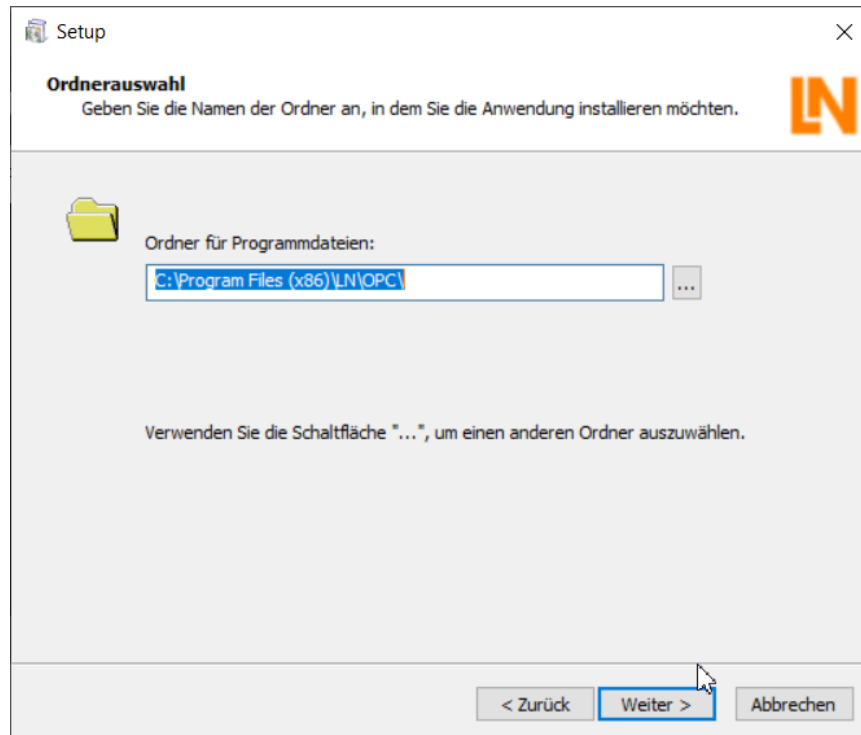 Setup
Ordnerauswahl
Geben Sie die Namen der Ordner an, in dem Sie die Anwendung installieren möchten.
LN
Ordner für Programmdateien:
C:\Program Files (x86)\LN\OPC\
...
Verwenden Sie die Schaltfläche "...", um einen anderen Ordner auszuwählen.
< Zurück
Weiter >
Abbrechen